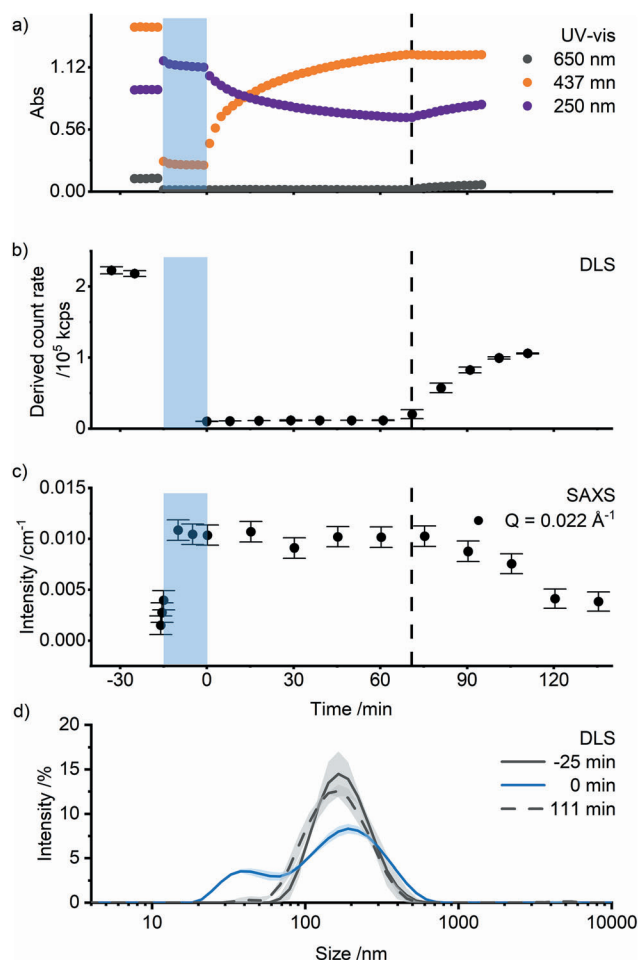 a)
UV-vis
650 nm
437 mn
250 nm
1.12
0.56
0.00
Abs
b)
DLS
2
1
0
Derived count rate
/10⁵ kcps
c)
SAXS
Q = 0.022 Å⁻¹
0.015
0.010
0.005
0.000
Intensity /cm⁻¹
-30 0 30 60 90 120
Time /min
d)
DLS
-25 min
0 min
111 min
20
15
10
5
0
Intensity /%
10 100 1000 10000
Size /nm